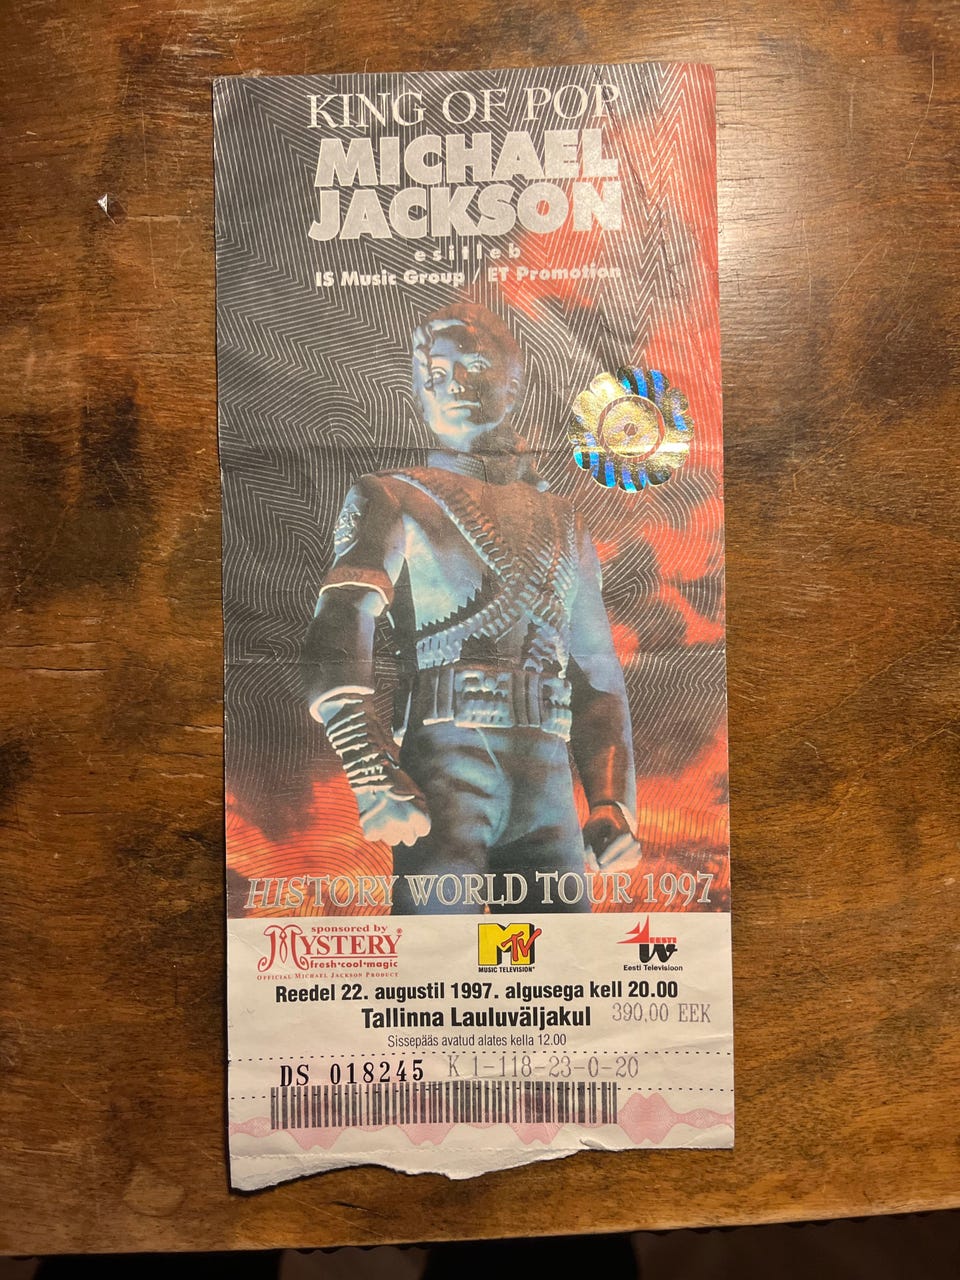 KING OF POP
MICHAEL
JACKSON
esitleb
IS Music Group / ET Promotion
HISTORY WORLD TOUR 1997
sponsored by
MYSTERY®
fresh•cool•magic
OFFICIAL MICHAEL JACKSON PRODUCT
MTV
MUSIC TELEVISION®
EESTI
TV
Eesti Televisioon
Reedel 22. augustil 1997. algusega kell 20.00
Tallinna Lauluväljakul 390,00 EEK
Sissepääs avatud alates kella 12.00
DS 018245 K 1-118-23-0-20